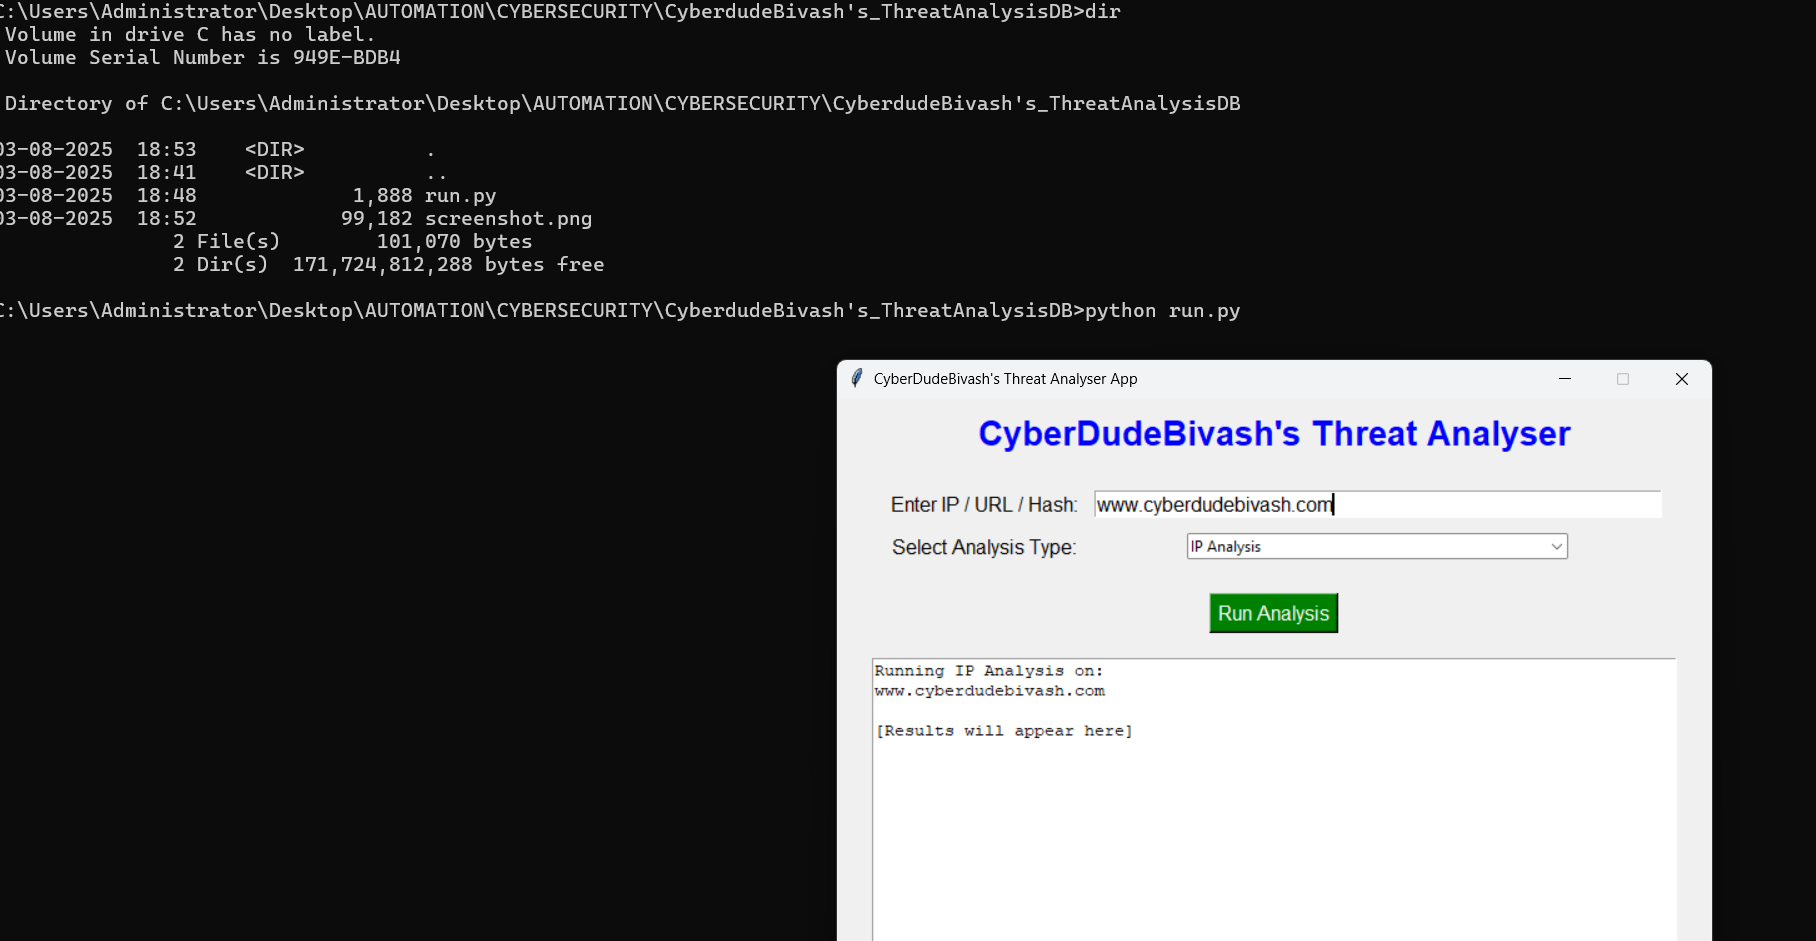 C:\Users\Administrator\Desktop\AUTOMATION\CYBERSECURITY\CyberdudeBivash's_ThreatAnalysisDB>dir
Volume in drive C has no label.
Volume Serial Number is 949E-BDB4
Directory of C:\Users\Administrator\Desktop\AUTOMATION\CYBERSECURITY\CyberdudeBivash's_ThreatAnalysisDB
03-08-2025  18:53    <DIR>          .
03-08-2025  18:41    <DIR>          ..
03-08-2025  18:48             1,888 run.py
03-08-2025  18:52            99,182 screenshot.png
2 File(s)        101,070 bytes
2 Dir(s)  171,724,812,288 bytes free
C:\Users\Administrator\Desktop\AUTOMATION\CYBERSECURITY\CyberdudeBivash's_ThreatAnalysisDB>python run.py
CyberDudeBivash's Threat Analyser App
CyberDudeBivash's Threat Analyser
Enter IP / URL / Hash: www.cyberdudebivash.com
Select Analysis Type: IP Analysis
Run Analysis
Running IP Analysis on:
www.cyberdudebivash.com
[Results will appear here]